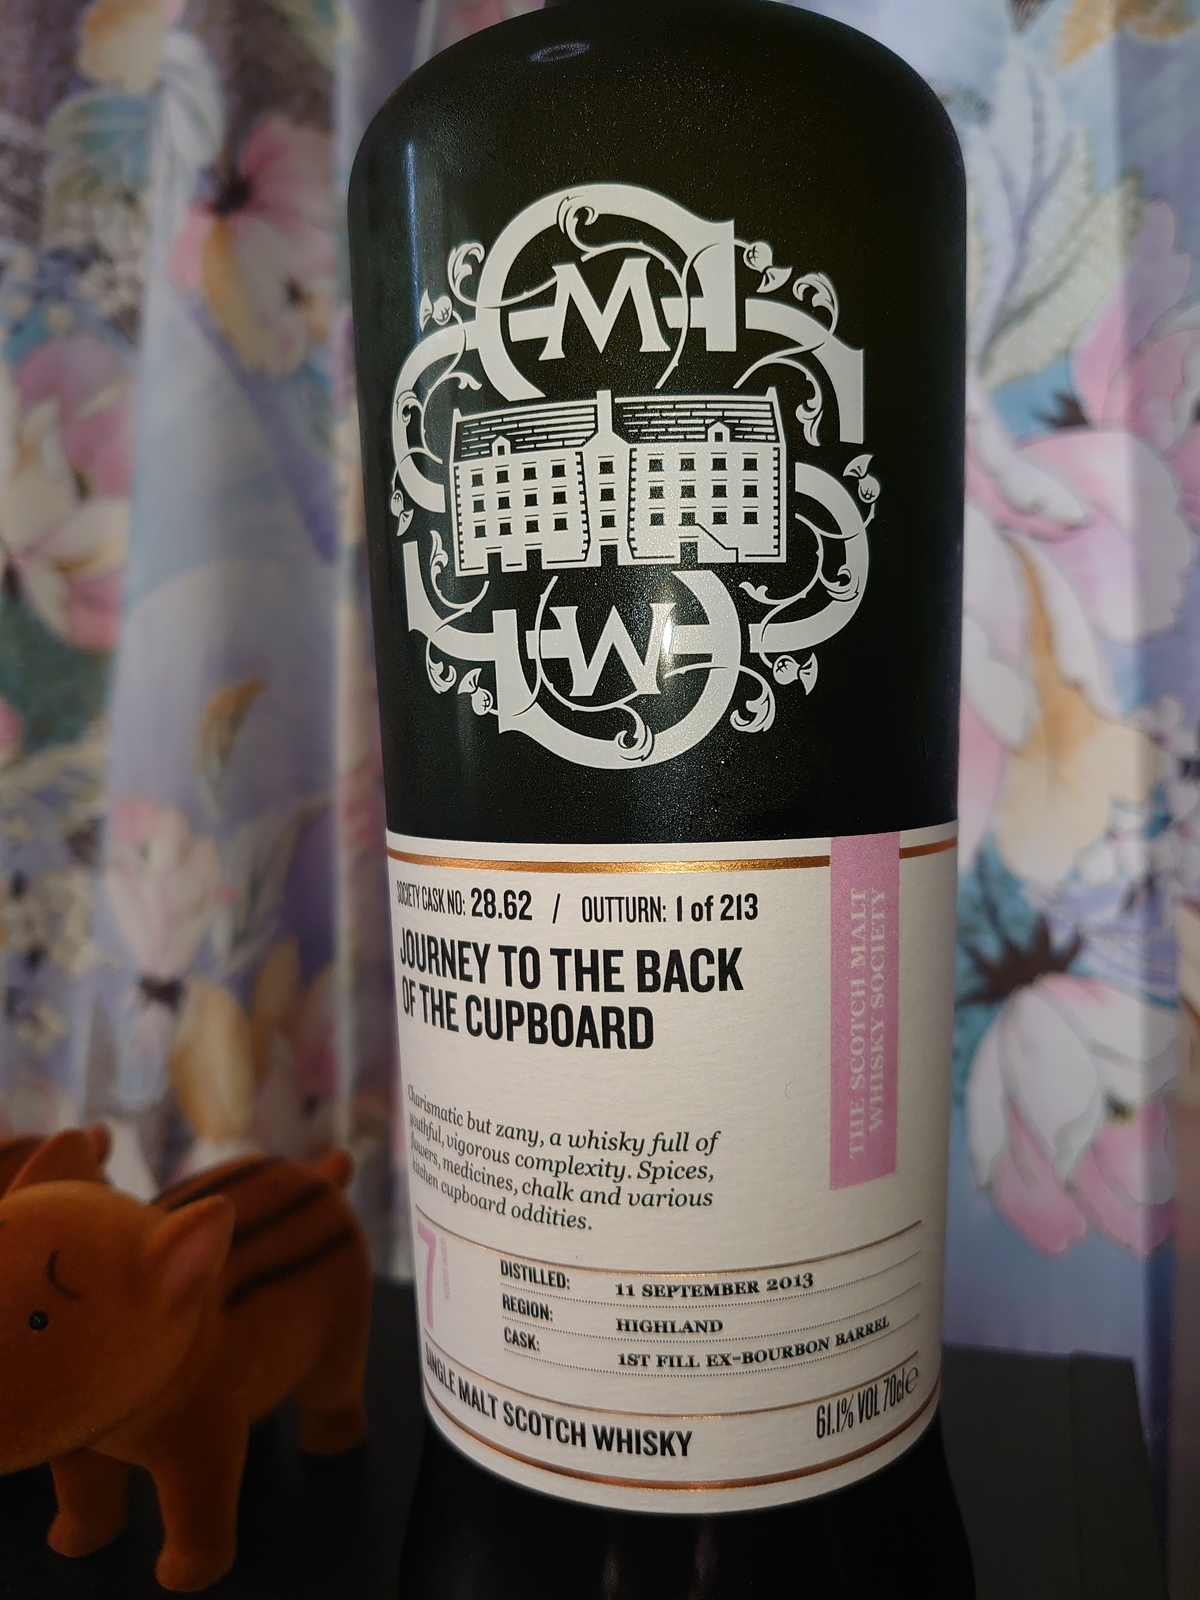 M
M
SOCIETY CASK NO: 28.62 / OUTTURN: 1 of 213
JOURNEY TO THE BACK
OF THE CUPBOARD
Charismatic but zany, a whisky full of
youthful, vigorous complexity. Spices,
flowers, medicines, chalk and various
kitchen cupboard oddities.
7
YEARS AGED
DISTILLED: 11 SEPTEMBER 2013
REGION: HIGHLAND
CASK: 1ST FILL EX-BOURBON BARREL
SINGLE MALT SCOTCH WHISKY
61.1% VOL 70cl e
THE SCOTCH MALT
WHISKY SOCIETY